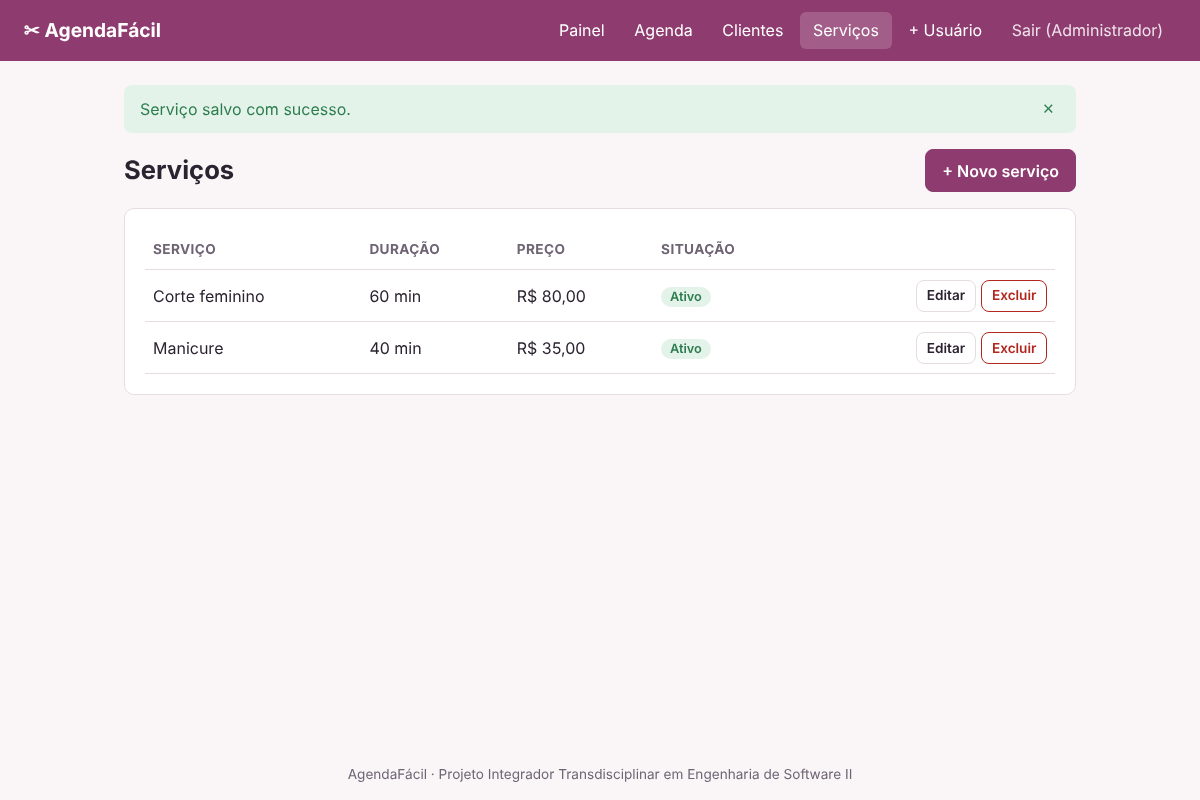 ✂ AgendaFácil Painel Agenda Clientes Serviços + Usuário Sair (Administrador)
Serviço salvo com sucesso. ×
Serviços + Novo serviço
SERVIÇO DURAÇÃO PREÇO SITUAÇÃO
Corte feminino 60 min R$ 80,00 Ativo Editar Excluir
Manicure 40 min R$ 35,00 Ativo Editar Excluir
AgendaFácil · Projeto Integrador Transdisciplinar em Engenharia de Software II